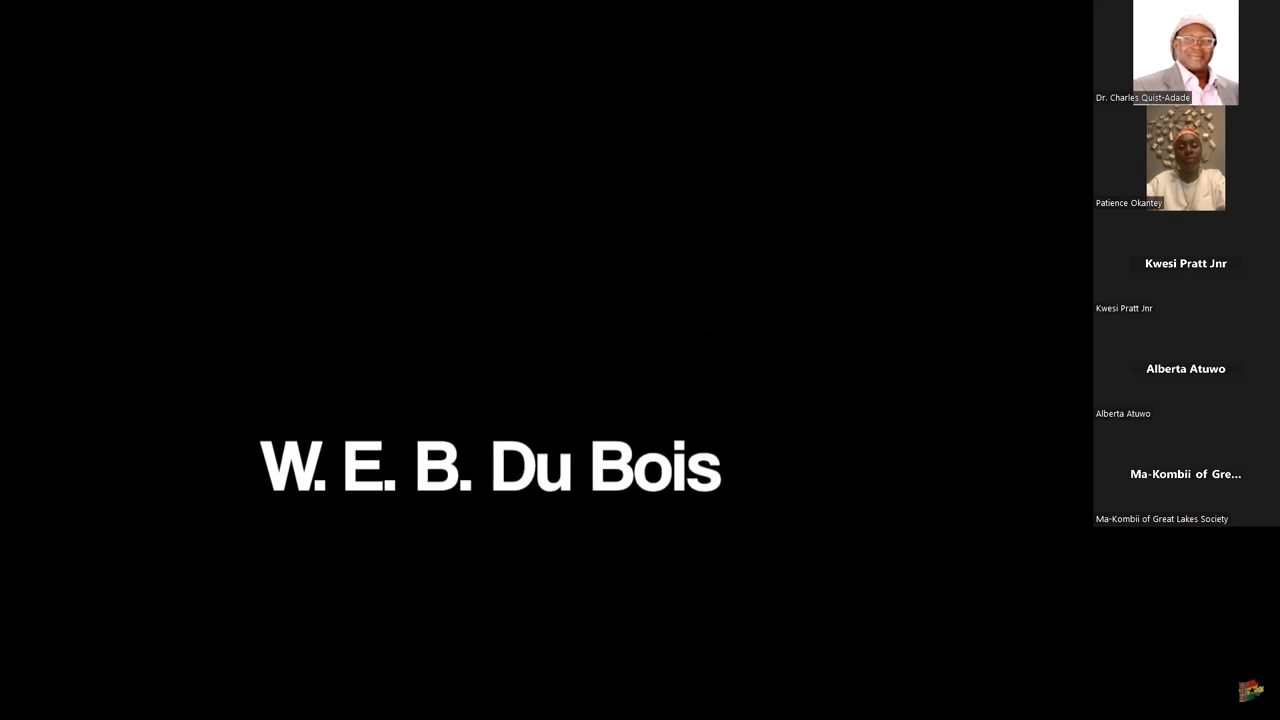 W. E. B. Du Bois
Dr. Charles Quist-Adade
Patience Okantey
Kwesi Pratt Jnr
Kwesi Pratt Jnr
Alberta Atuwo
Alberta Atuwo
Ma-Kombii of Gre...
Ma-Kombii of Great Lakes Society